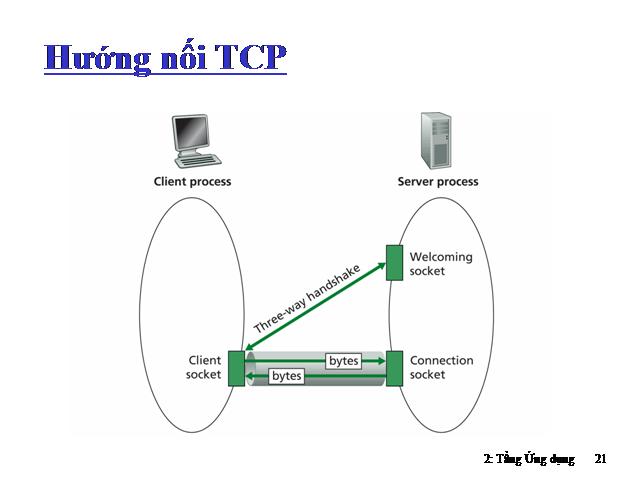 Hướng nối TCP
Client process
Server process
Welcoming
socket
Three-way handshake
Client
socket
bytes
bytes
Connection
socket
2: Tầng Ứng dụng 21